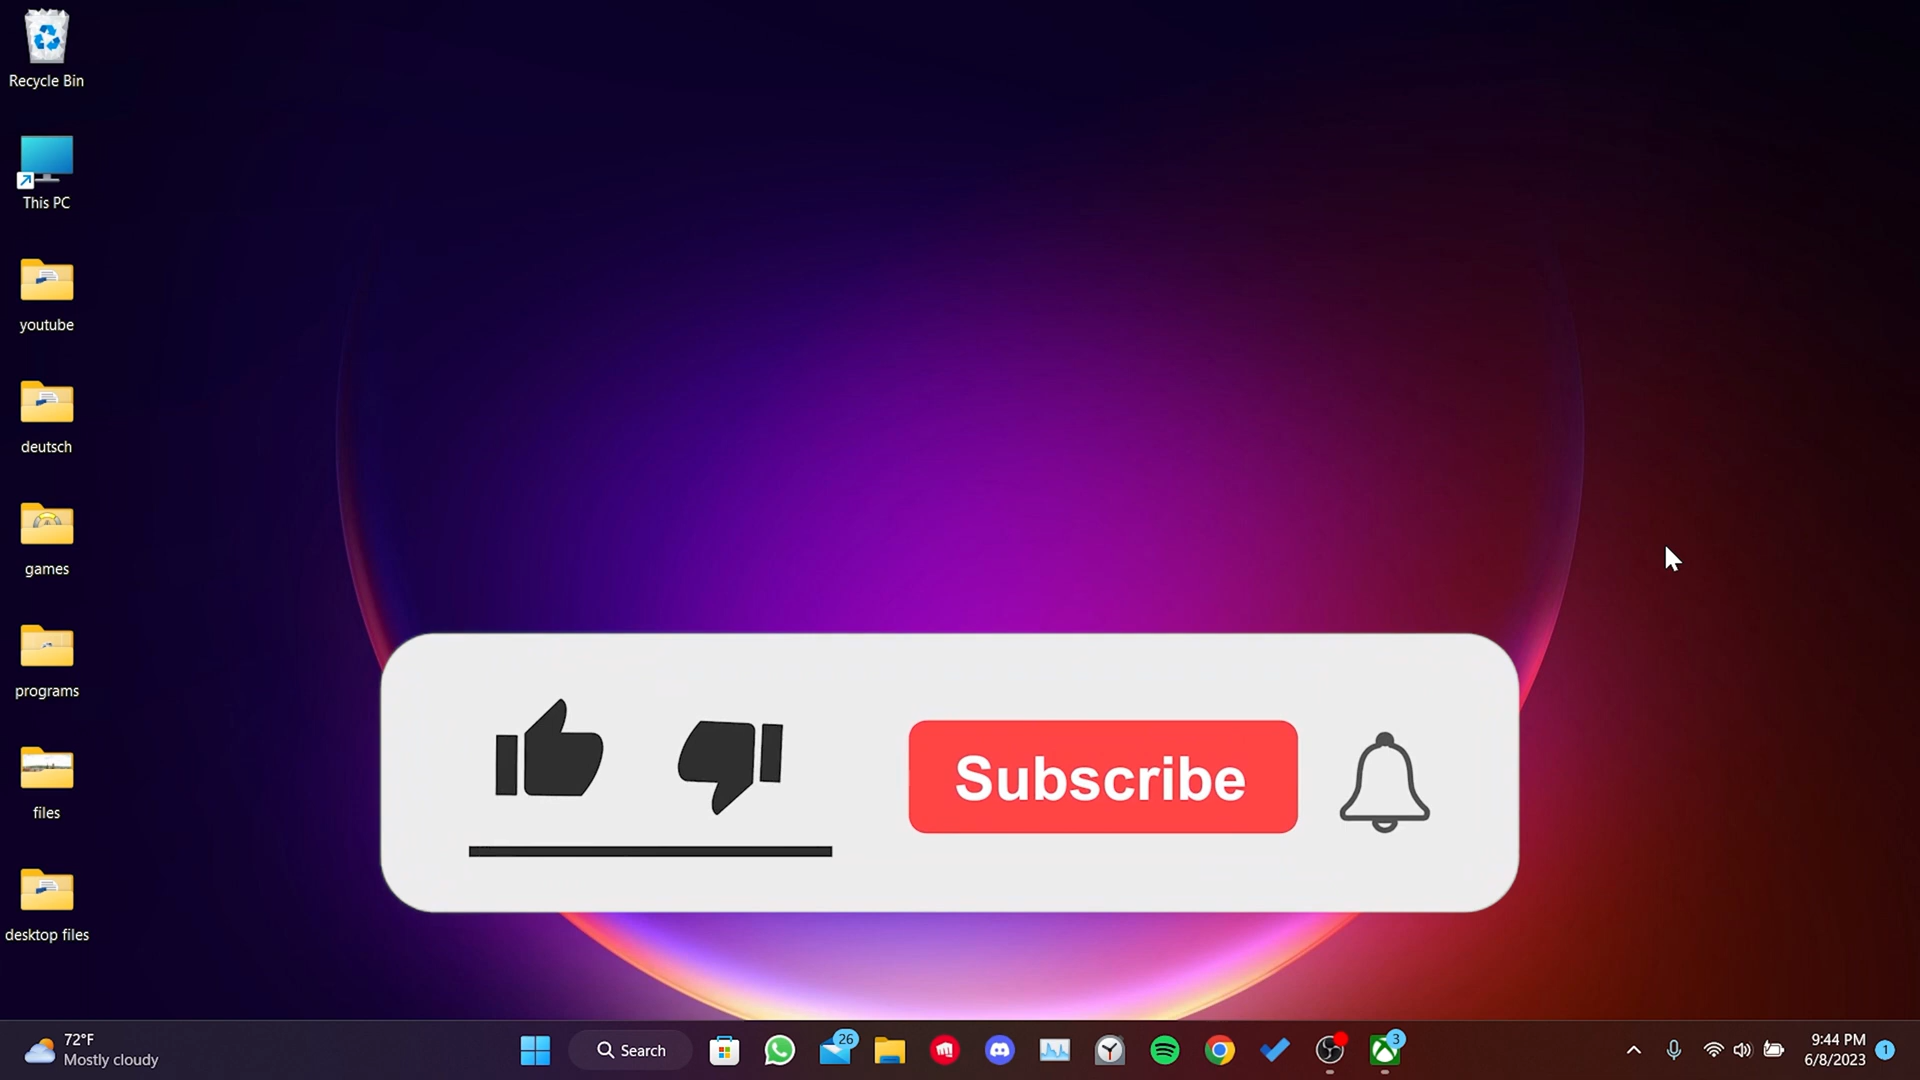 Recycle Bin
This PC
youtube
deutsch
games
programs
files
desktop files
Subscribe
72°F
Mostly cloudy
Search
26
3
9:44 PM
6/8/2023
1